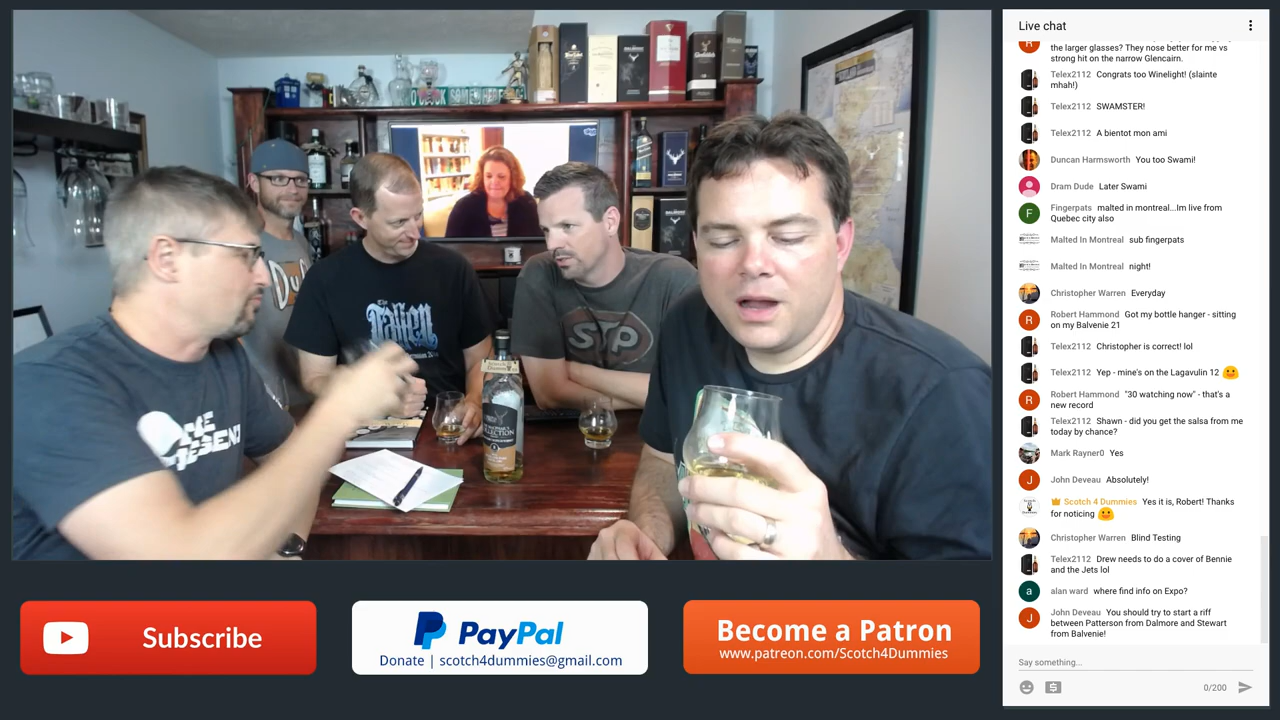 Live chat
the larger glasses? They nose better for me vs
strong hit on the narrow Glencairn.
Telex2112 Congrats too Winelight! (slainte
mhah!)
Telex2112 SWAMSTER!
Telex2112 A bientot mon ami
Duncan Harmsworth You too Swami!
Dram Dude Later Swami
Fingerpats malted in montreal...Im live from
Quebec city also
Malted In Montreal sub fingerpats
Malted In Montreal night!
Christopher Warren Everyday
Robert Hammond Got my bottle hanger - sitting
on my Balvenie 21
Telex2112 Christopher is correct! lol
Telex2112 Yep - mine's on the Lagavulin 12
Robert Hammond "30 watching now" - that's a
new record
Telex2112 Shawn - did you get the salsa from me
today by chance?
Mark Rayner0 Yes
John Deveau Absolutely!
Scotch 4 Dummies Yes it is, Robert! Thanks
for noticing
Christopher Warren Blind Testing
Telex2112 Drew needs to do a cover of Bennie
and the Jets lol
alan ward where find info on Expo?
John Deveau You should try to start a riff
between Patterson from Dalmore and Stewart
from Balvenie!
Say something...
0/200
STP
Subscribe
PayPal
Donate | scotch4dummies@gmail.com
Become a Patron
www.patreon.com/Scotch4Dummies